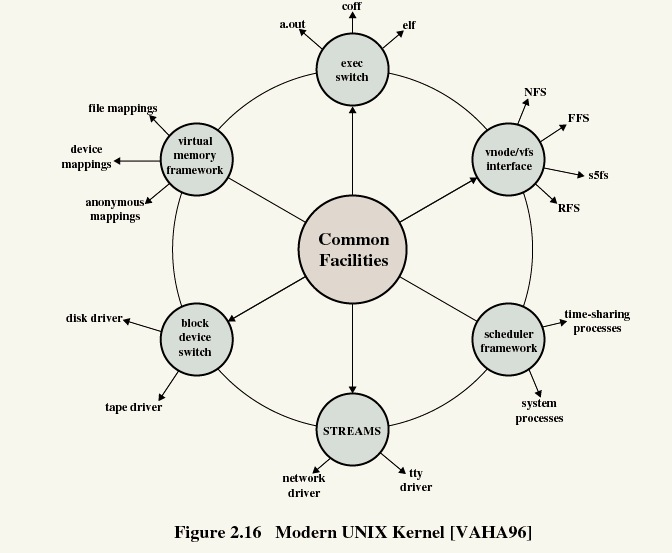 coff
a.out
elf
exec
switch
file mappings
device
mappings
anonymous
mappings
virtual
memory
framework
NFS
FFS
s5fs
RFS
vnode/vfs
interface
Common
Facilities
disk driver
tape driver
block
device
switch
time-sharing
processes
system
processes
scheduler
framework
STREAMS
network
driver
tty
driver
Figure 2.16 Modern UNIX Kernel [VAHA96]